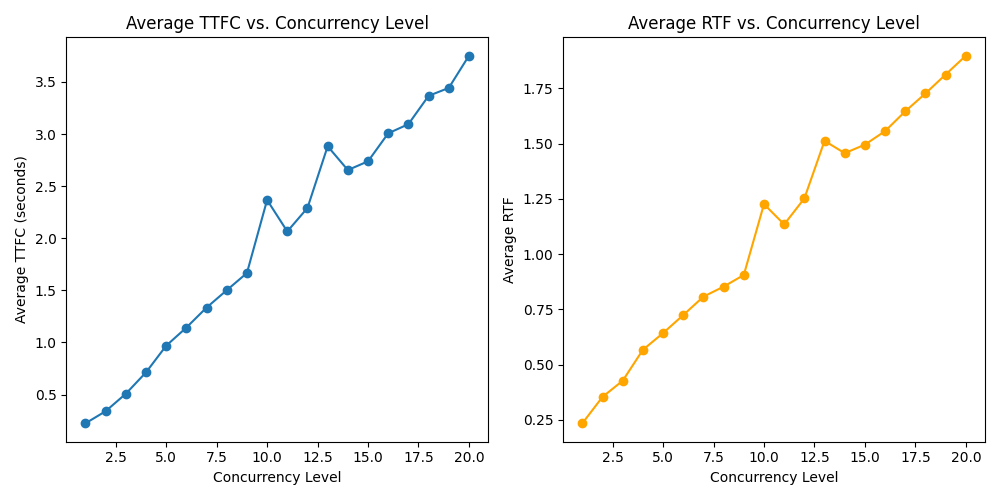 Average TTFC vs. Concurrency Level
Average TTFC (seconds)
3.5
3.0
2.5
2.0
1.5
1.0
0.5
2.5 5.0 7.5 10.0 12.5 15.0 17.5 20.0
Concurrency Level
Average RTF vs. Concurrency Level
Average RTF
1.75
1.50
1.25
1.00
0.75
0.50
0.25
2.5 5.0 7.5 10.0 12.5 15.0 17.5 20.0
Concurrency Level